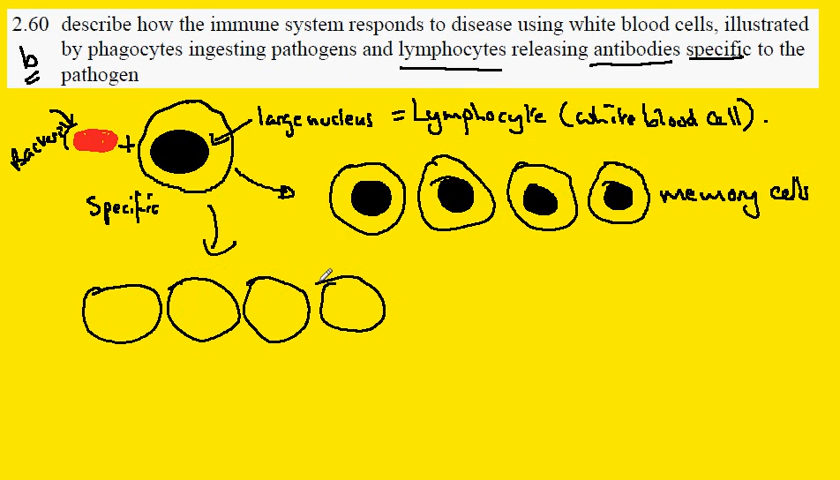 2.60 describe how the immune system responds to disease using white blood cells, illustrated
by phagocytes ingesting pathogens and lymphocytes releasing antibodies specific to the
pathogen
b
Bacteria + large nucleus = Lymphocyte (white blood cell).
Specific
memory cells